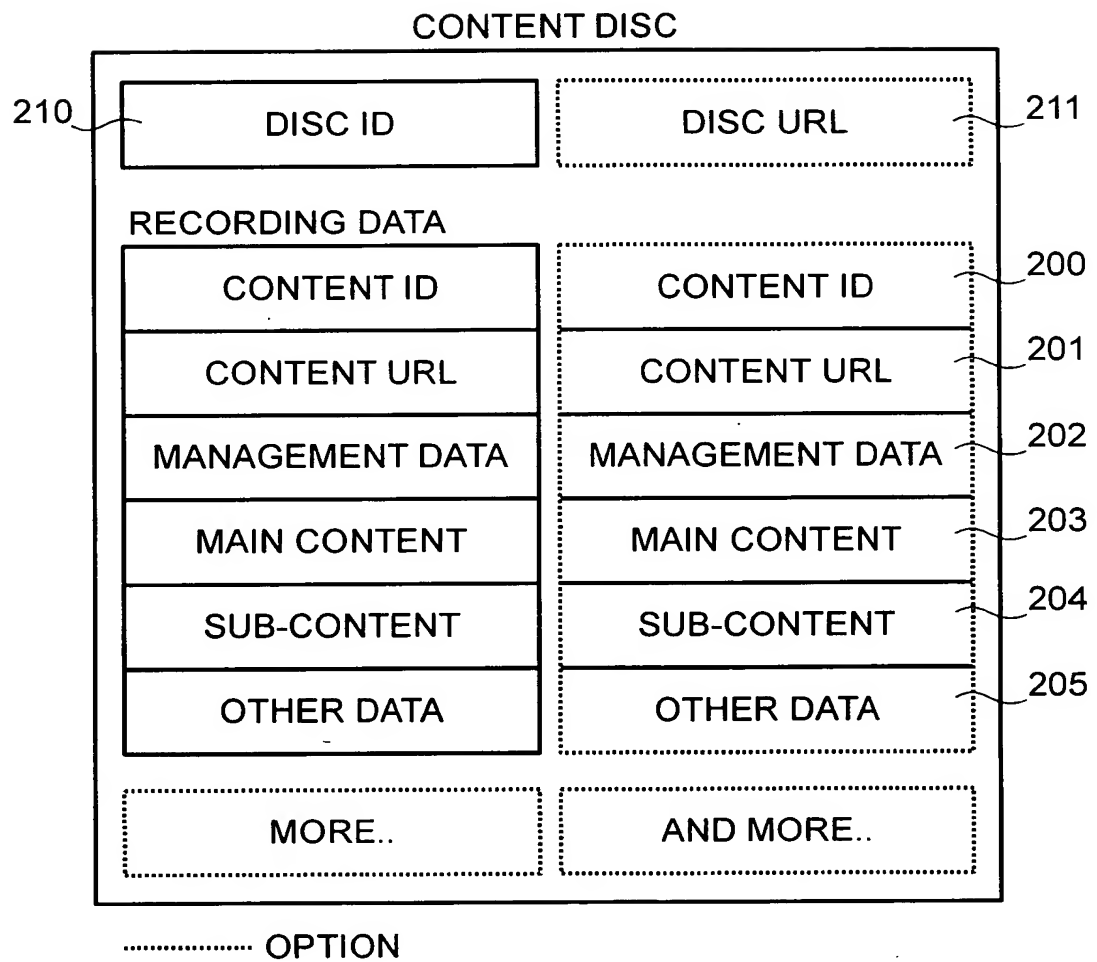 CONTENT DISC
210
DISC ID
DISC URL
211
RECORDING DATA
CONTENT ID
CONTENT ID
200
CONTENT URL
CONTENT URL
201
MANAGEMENT DATA
MANAGEMENT DATA
202
MAIN CONTENT
MAIN CONTENT
203
SUB-CONTENT
SUB-CONTENT
204
OTHER DATA
OTHER DATA
205
MORE..
AND MORE..
OPTION